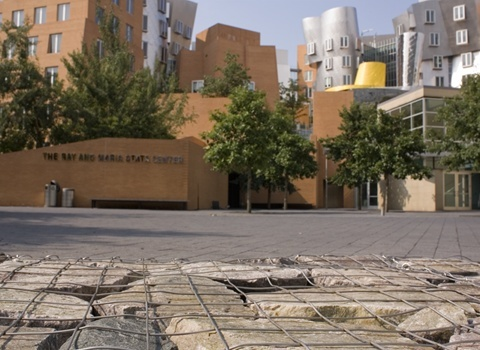 THE RAY AND MARIA STATA CENTER